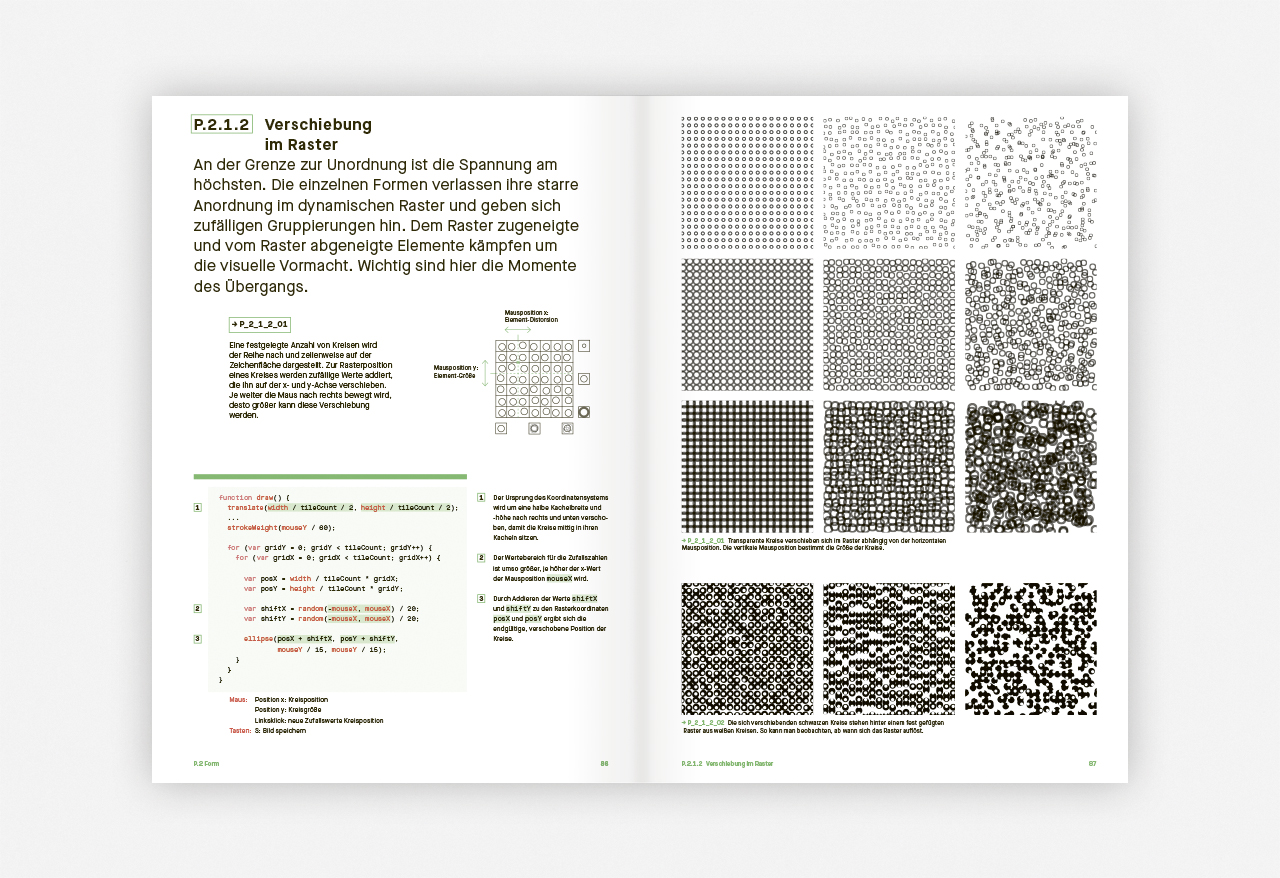 P.2.1.2 Verschiebung
im Raster
An der Grenze zur Unordnung ist die Spannung am
höchsten. Die einzelnen Formen verlassen ihre starre
Anordnung im dynamischen Raster und geben sich
zufälligen Gruppierungen hin. Dem Raster zugeneigte
und vom Raster abgeneigte Elemente kämpfen um
die visuelle Vormacht. Wichtig sind hier die Momente
des Übergangs.
→ P_2_1_2_01
Eine festgelegte Anzahl von Kreisen wird
der Reihe nach und zeilenweise auf der
Zeichenfläche dargestellt. Zur Rasterposition
eines Kreises werden zufällige Werte addiert,
die ihn auf der x- und y-Achse verschieben.
Je weiter die Maus nach rechts bewegt wird,
desto größer kann diese Verschiebung
werden.
Mausposition x:
Element-Distorsion
Mausposition y:
Element-Größe
function draw() {
1 translate(width / tileCount / 2, height / tileCount / 2);
...
strokeWeight(mouseY / 60);
for (var gridY = 0; gridY < tileCount; gridY++) {
for (var gridX = 0; gridX < tileCount; gridX++) {
var posX = width / tileCount * gridX;
var posY = height / tileCount * gridY;
2 var shiftX = random(-mouseX, mouseX) / 20;
var shiftY = random(-mouseX, mouseX) / 20;
3 ellipse(posX + shiftX, posY + shiftY,
mouseY / 15, mouseY / 15);
}
}
}
1 Der Ursprung des Koordinatensystems
wird um eine halbe Kachelbreite und
-höhe nach rechts und unten verscho-
ben, damit die Kreise mittig in ihren
Kacheln sitzen.
2 Der Wertebereich für die Zufallszahlen
ist umso größer, je höher der x-Wert
der Mausposition mouseX wird.
3 Durch Addieren der Werte shiftX
und shiftY zu den Rasterkoordinaten
posX und posY ergibt sich die
endgültige, verschobene Position der
Kreise.
Maus: Position x: Kreisposition
Position y: Kreisgröße
Linksklick: neue Zufallswerte Kreisposition
Tasten: S: Bild speichern
P.2 Form
86
→ P_2_1_2_01 Transparente Kreise verschieben sich im Raster abhängig von der horizontalen
Mausposition. Die vertikale Mausposition bestimmt die Größe der Kreise.
→ P_2_1_2_02 Die sich verschiebenden schwarzen Kreise stehen hinter einem fest gefügten
Raster aus weißen Kreisen. So kann man beobachten, ab wann sich das Raster auflöst.
P.2.1.2 Verschiebung im Raster
87